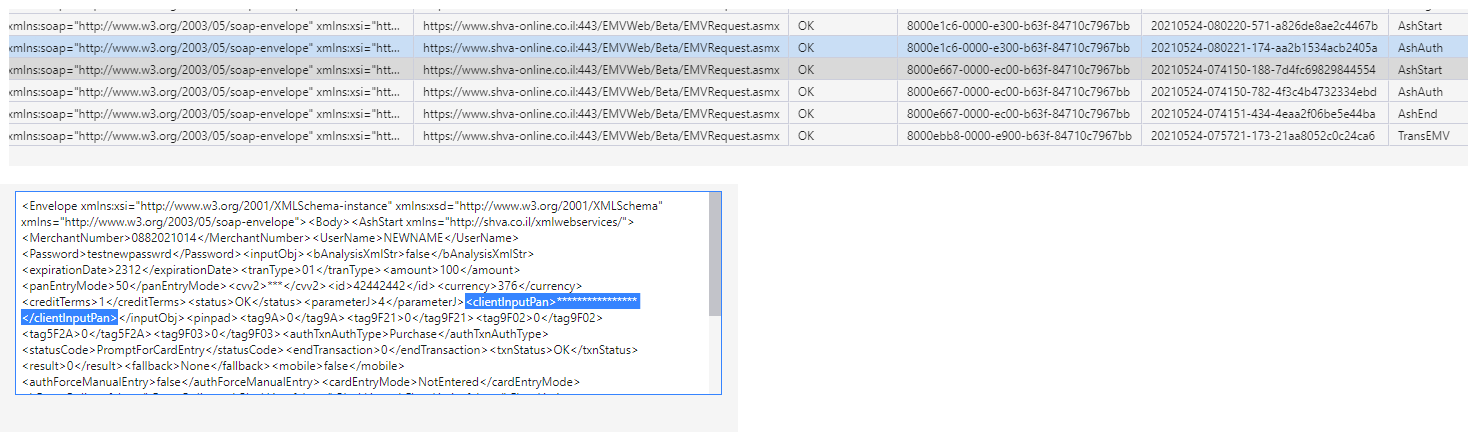 xmlns:soap="http://www.w3.org/2003/05/soap-envelope" xmlns:xsi="htt... https://www.shva-online.co.il:443/EMVWeb/Beta/EMVRequest.asmx OK 8000e1c6-0000-e300-b63f-84710c7967bb 20210524-080220-571-a826de8ae2c4467b AshStart
xmlns:soap="http://www.w3.org/2003/05/soap-envelope" xmlns:xsi="htt... https://www.shva-online.co.il:443/EMVWeb/Beta/EMVRequest.asmx OK 8000e1c6-0000-e300-b63f-84710c7967bb 20210524-080221-174-aa2b1534acb2405a AshAuth
xmlns:soap="http://www.w3.org/2003/05/soap-envelope" xmlns:xsi="htt... https://www.shva-online.co.il:443/EMVWeb/Beta/EMVRequest.asmx OK 8000e667-0000-ec00-b63f-84710c7967bb 20210524-074150-188-7d4fc69829844554 AshStart
xmlns:soap="http://www.w3.org/2003/05/soap-envelope" xmlns:xsi="htt... https://www.shva-online.co.il:443/EMVWeb/Beta/EMVRequest.asmx OK 8000e667-0000-ec00-b63f-84710c7967bb 20210524-074150-782-4f3c4b4732334ebd AshAuth
xmlns:soap="http://www.w3.org/2003/05/soap-envelope" xmlns:xsi="htt... https://www.shva-online.co.il:443/EMVWeb/Beta/EMVRequest.asmx OK 8000e667-0000-ec00-b63f-84710c7967bb 20210524-074151-434-4eaa2f06be5e44ba AshEnd
xmlns:soap="http://www.w3.org/2003/05/soap-envelope" xmlns:xsi="htt... https://www.shva-online.co.il:443/EMVWeb/Beta/EMVRequest.asmx OK 8000ebb8-0000-e900-b63f-84710c7967bb 20210524-075721-173-21aa8052c0c24ca6 TransEMV
<Envelope xmlns:xsi="http://www.w3.org/2001/XMLSchema-instance" xmlns:xsd="http://www.w3.org/2001/XMLSchema"
xmlns="http://www.w3.org/2003/05/soap-envelope"><Body><AshStart xmlns="http://shva.co.il/xmlwebservices/">
<MerchantNumber>0882021014</MerchantNumber><UserName>NEWNAME</UserName>
<Password>testnewpasswrd</Password><inputObj><bAnalysisXmlStr>false</bAnalysisXmlStr>
<expirationDate>2312</expirationDate><tranType>01</tranType><amount>100</amount>
<panEntryMode>50</panEntryMode><cvv2>***</cvv2><id>42442442</id><currency>376</currency>
<creditTerms>1</creditTerms><status>OK</status><parameterJ>4</parameterJ><clientInputPan>****************
</clientInputPan></inputObj><pinpad><tag9A>0</tag9A><tag9F21>0</tag9F21><tag9F02>0</tag9F02>
<tag5F2A>0</tag5F2A><tag9F03>0</tag9F03><authTxnAuthType>Purchase</authTxnAuthType>
<statusCode>PromptForCardEntry</statusCode><endTransaction>0</endTransaction><txnStatus>OK</txnStatus>
<result>0</result><fallback>None</fallback><mobile>false</mobile>
<authForceManualEntry>false</authForceManualEntry><cardEntryMode>NotEntered</cardEntryMode>